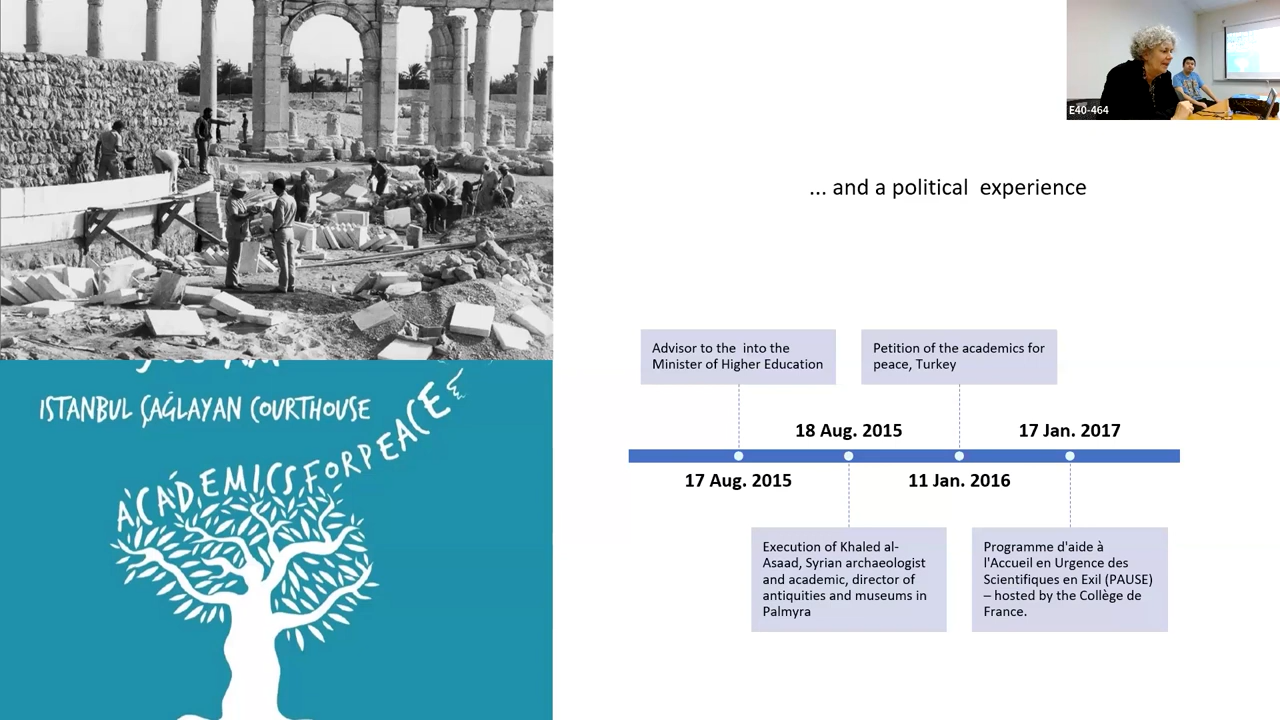 ISTANBUL ÇAĞLAYAN COURTHOUSE
ACADEMICS FOR PEACE
E40-464
... and a political experience
Advisor to the into the
Minister of Higher Education
Petition of the academics for
peace, Turkey
18 Aug. 2015
17 Jan. 2017
17 Aug. 2015
11 Jan. 2016
Execution of Khaled al-
Asaad, Syrian archaeologist
and academic, director of
antiquities and museums in
Palmyra
Programme d'aide à
l'Accueil en Urgence des
Scientifiques en Exil (PAUSE)
– hosted by the Collège de
France.